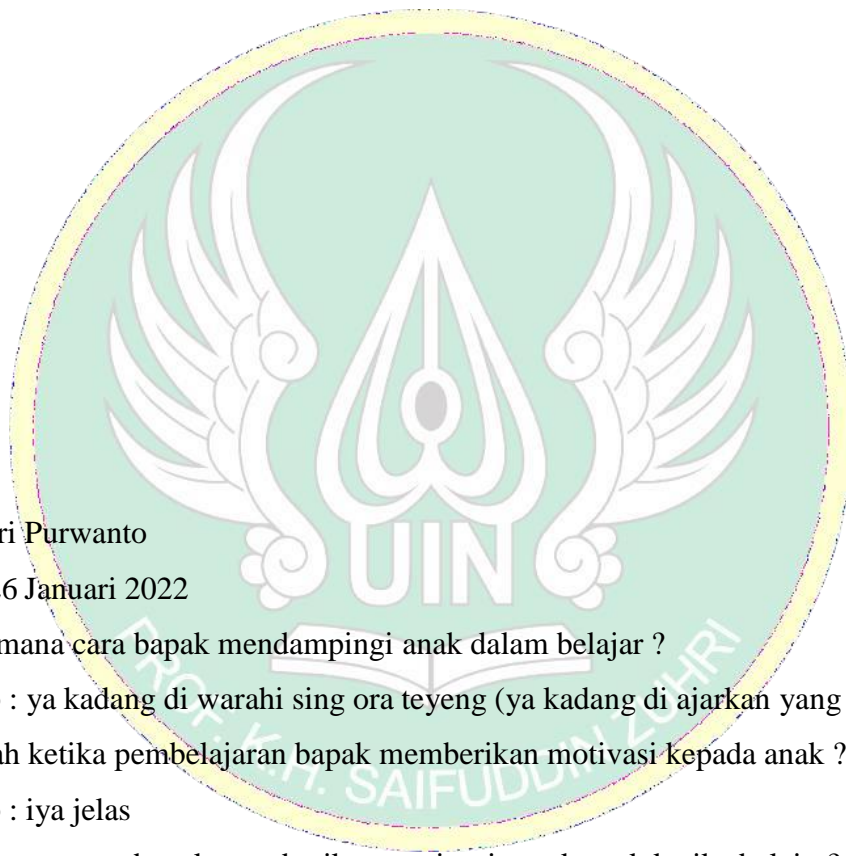 ri Purwanto
6 Januari 2022
mana cara bapak mendampingi anak dalam belajar ?
: ya kadang di warahi sing ora teyeng (ya kadang di ajarkan yang
ah ketika pembelajaran bapak memberikan motivasi kepada anak ?
: iya jelas
UIN
PROF. K.H. SAIFUDDIN ZUHRI